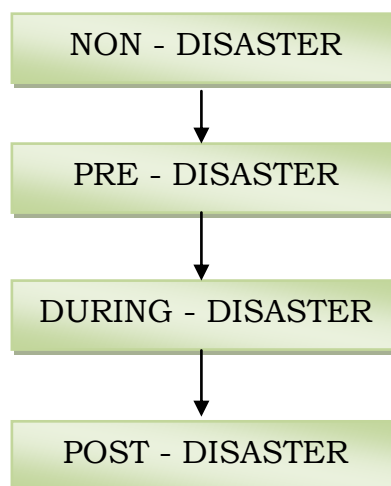 NON - DISASTER
PRE - DISASTER
DURING - DISASTER
POST - DISASTER